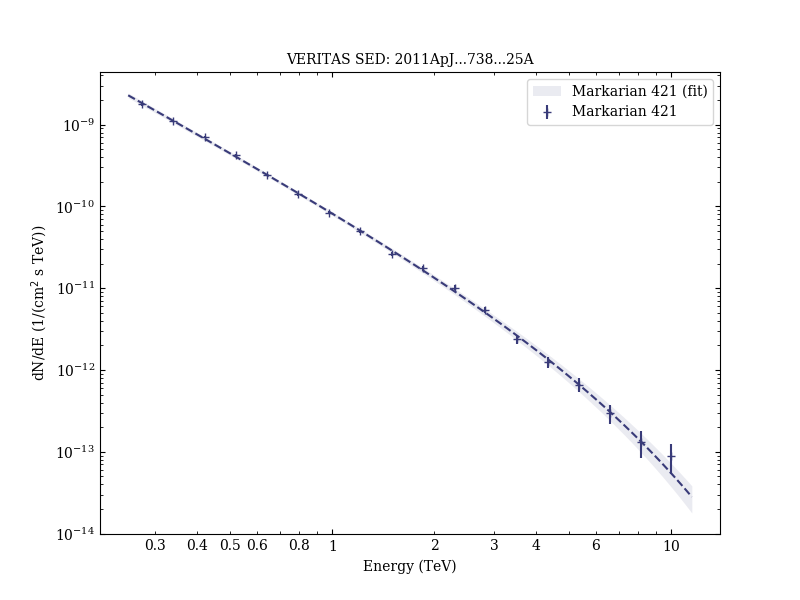 VERITAS SED: 2011ApJ...738...25A
Markarian 421 (fit)
Markarian 421
dN/dE (1/(cm² s TeV))
10⁻⁹
10⁻¹⁰
10⁻¹¹
10⁻¹²
10⁻¹³
10⁻¹⁴
0.3 0.4 0.5 0.6 0.8 1 2 3 4 6 10
Energy (TeV)